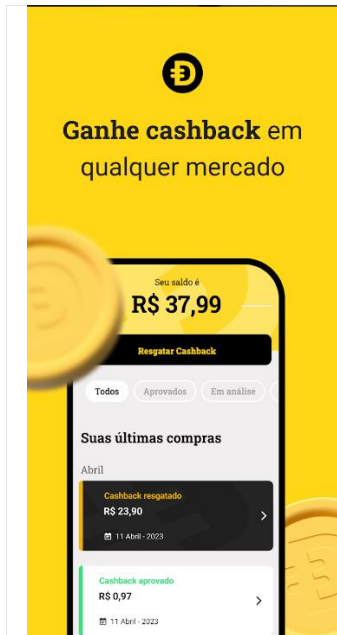 Ganhe cashback em
qualquer mercado
Seu saldo é
R$ 37,99
Resgatar Cashback
Todos Aprovados Em análise
Suas últimas compras
Abril
Cashback resgatado
R$ 23,90
11 Abril - 2023
Cashback aprovado
R$ 0,97
11 Abril - 2023